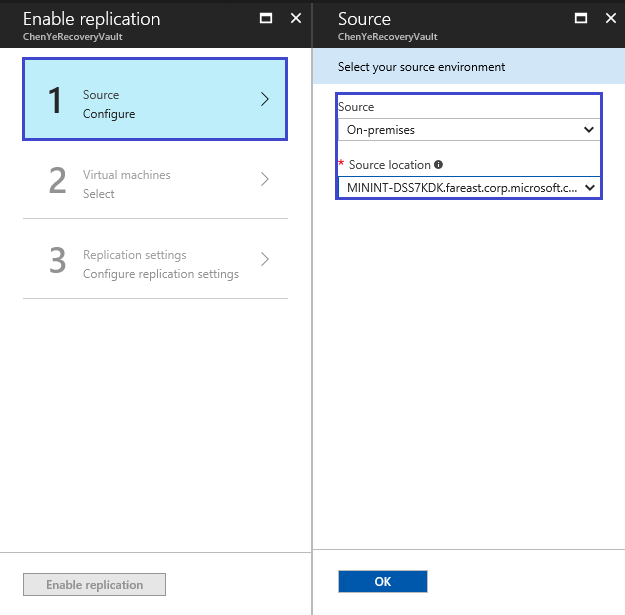 Enable replication
ChenYeRecoveryVault
1
Source
Configure
2
Virtual machines
Select
3
Replication settings
Configure replication settings
Enable replication
Source
ChenYeRecoveryVault
Select your source environment
Source
On-premises
* Source location
MININT-DSS7KDK.fareast.corp.microsoft.c...
OK